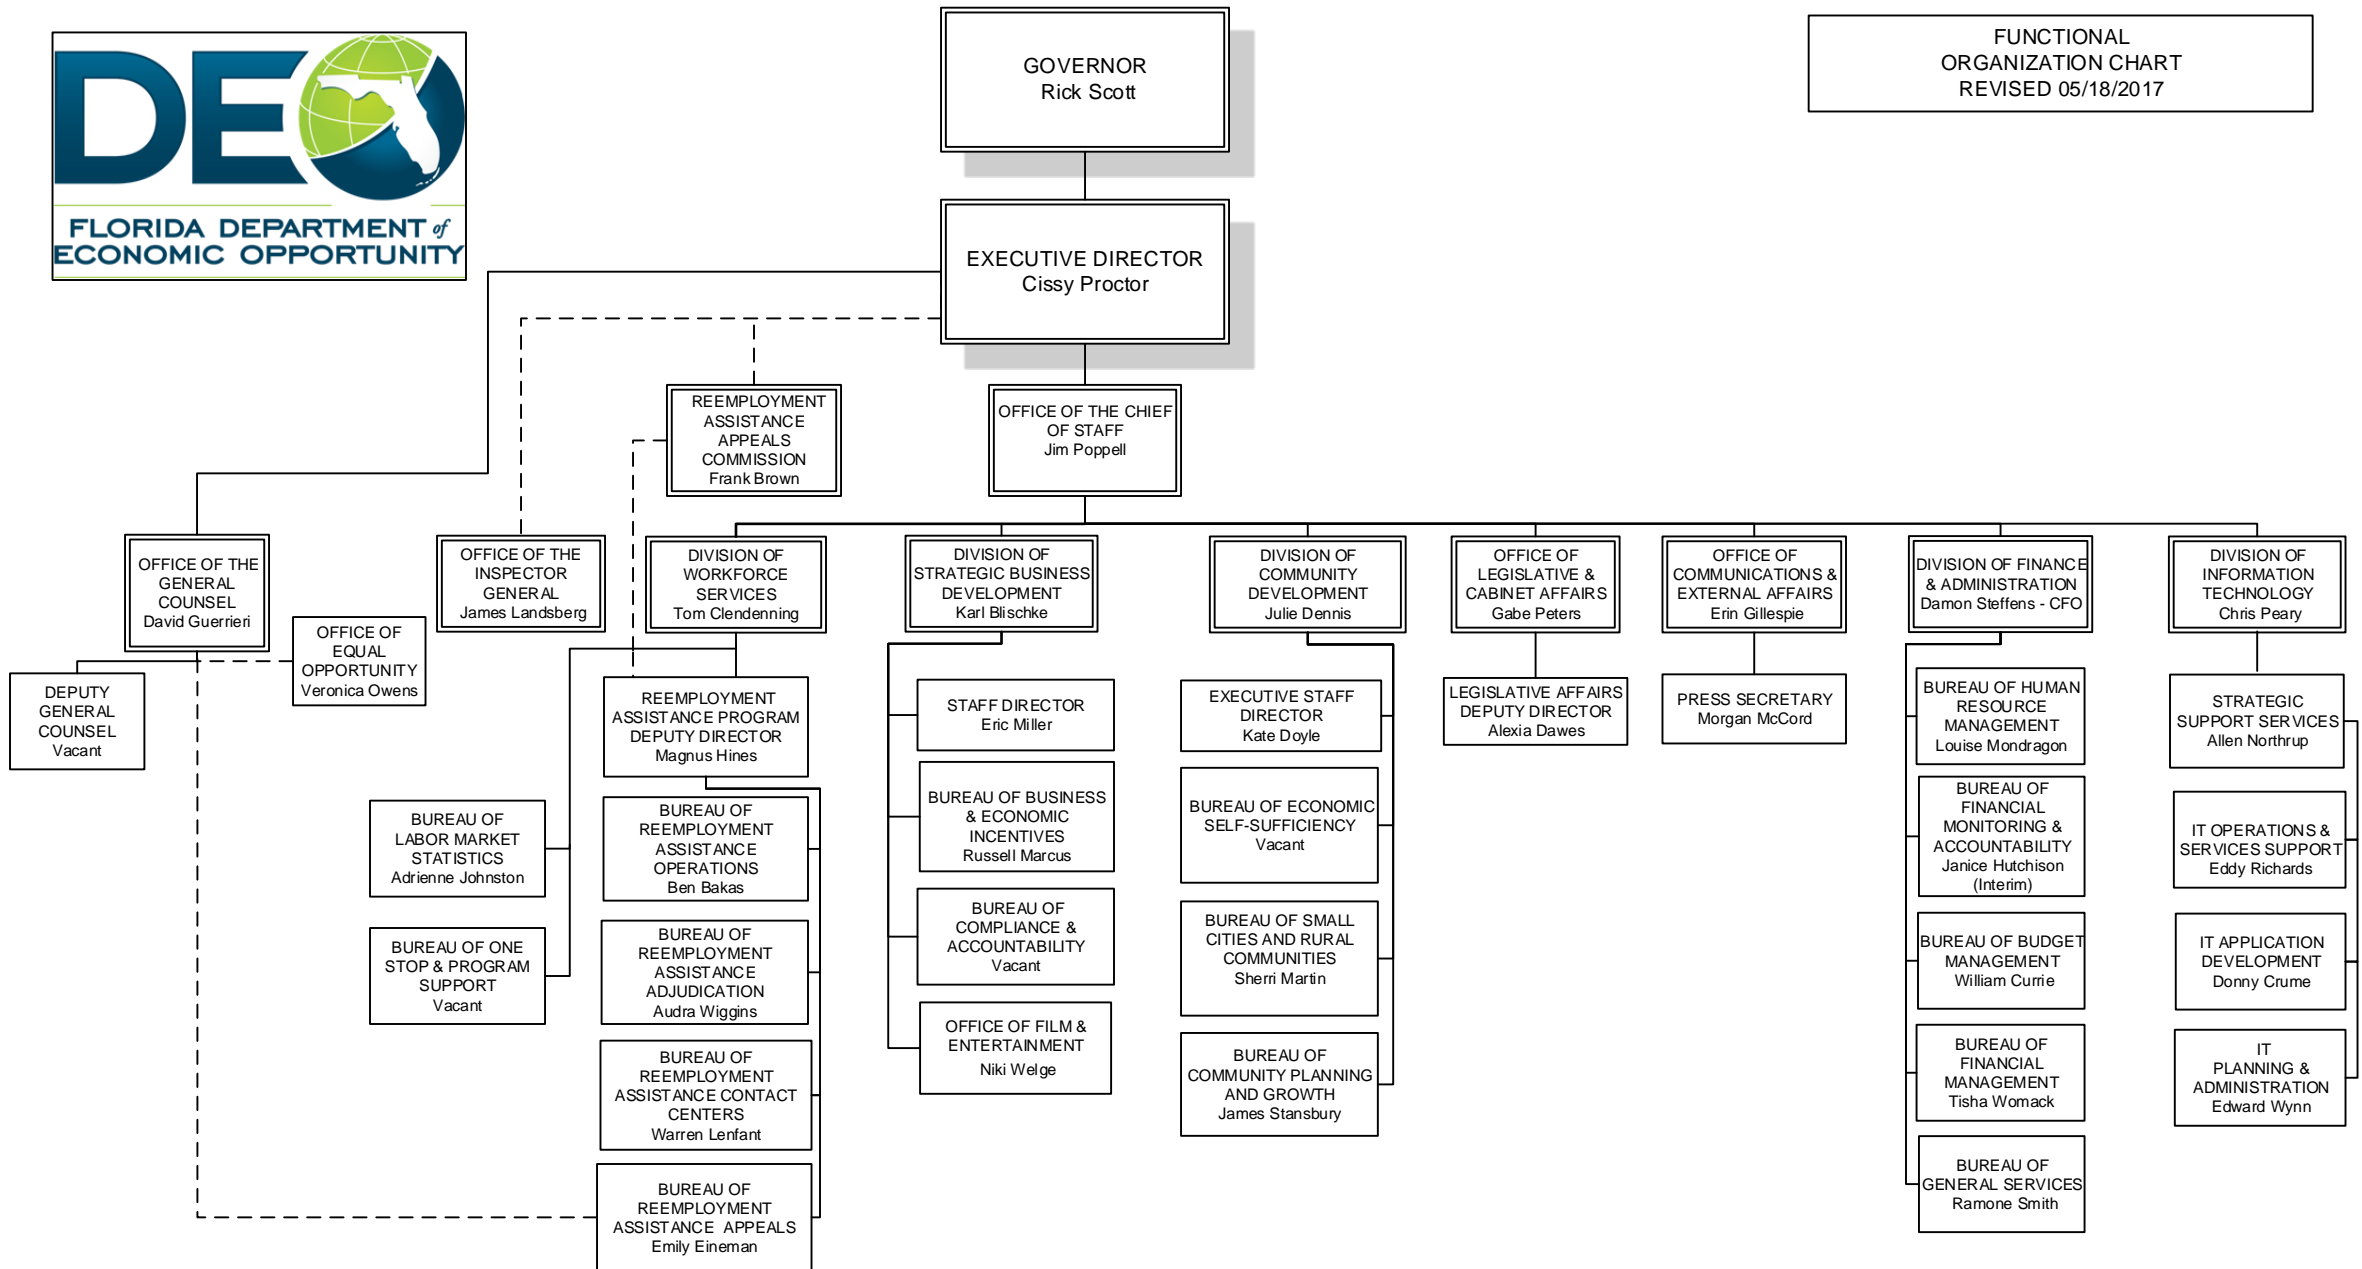 DEO
FLORIDA DEPARTMENT of
ECONOMIC OPPORTUNITY
GOVERNOR
Rick Scott
FUNCTIONAL
ORGANIZATION CHART
REVISED 05/18/2017
EXECUTIVE DIRECTOR
Cissy Proctor
REEMPLOYMENT
ASSISTANCE
APPEALS
COMMISSION
Frank Brown
OFFICE OF THE CHIEF
OF STAFF
Jim Poppell
OFFICE OF THE
GENERAL
COUNSEL
David Guerrieri
OFFICE OF THE
INSPECTOR
GENERAL
James Landsberg
DIVISION OF
WORKFORCE
SERVICES
Tom Clendenning
DIVISION OF
STRATEGIC BUSINESS
DEVELOPMENT
Karl Blischke
DIVISION OF
COMMUNITY
DEVELOPMENT
Julie Dennis
OFFICE OF
LEGISLATIVE &
CABINET AFFAIRS
Gabe Peters
OFFICE OF
COMMUNICATIONS &
EXTERNAL AFFAIRS
Erin Gillespie
DIVISION OF FINANCE
& ADMINISTRATION
Damon Steffens - CFO
DIVISION OF
INFORMATION
TECHNOLOGY
Chris Peary
OFFICE OF
EQUAL
OPPORTUNITY
Veronica Owens
DEPUTY
GENERAL
COUNSEL
Vacant
REEMPLOYMENT
ASSISTANCE PROGRAM
DEPUTY DIRECTOR
Magnus Hines
BUREAU OF
LABOR MARKET
STATISTICS
Adrienne Johnston
BUREAU OF ONE
STOP & PROGRAM
SUPPORT
Vacant
BUREAU OF
REEMPLOYMENT
ASSISTANCE
OPERATIONS
Ben Bakas
BUREAU OF
REEMPLOYMENT
ASSISTANCE
ADJUDICATION
Audra Wiggins
BUREAU OF
REEMPLOYMENT
ASSISTANCE CONTACT
CENTERS
Warren Lenfant
BUREAU OF
REEMPLOYMENT
ASSISTANCE APPEALS
Emily Eineman
STAFF DIRECTOR
Eric Miller
BUREAU OF BUSINESS
& ECONOMIC
INCENTIVES
Russell Marcus
BUREAU OF
COMPLIANCE &
ACCOUNTABILITY
Vacant
OFFICE OF FILM &
ENTERTAINMENT
Niki Welge
EXECUTIVE STAFF
DIRECTOR
Kate Doyle
BUREAU OF ECONOMIC
SELF-SUFFICIENCY
Vacant
BUREAU OF SMALL
CITIES AND RURAL
COMMUNITIES
Sherri Martin
BUREAU OF
COMMUNITY PLANNING
AND GROWTH
James Stansbury
LEGISLATIVE AFFAIRS
DEPUTY DIRECTOR
Alexia Dawes
PRESS SECRETARY
Morgan McCord
BUREAU OF HUMAN
RESOURCE
MANAGEMENT
Louise Mondragon
BUREAU OF
FINANCIAL
MONITORING &
ACCOUNTABILITY
Janice Hutchison
(Interim)
BUREAU OF BUDGET
MANAGEMENT
William Currie
BUREAU OF
FINANCIAL
MANAGEMENT
Tisha Womack
BUREAU OF
GENERAL SERVICES
Ramone Smith
STRATEGIC
SUPPORT SERVICES
Allen Northrup
IT OPERATIONS &
SERVICES SUPPORT
Eddy Richards
IT APPLICATION
DEVELOPMENT
Donny Crume
IT
PLANNING &
ADMINISTRATION
Edward Wynn